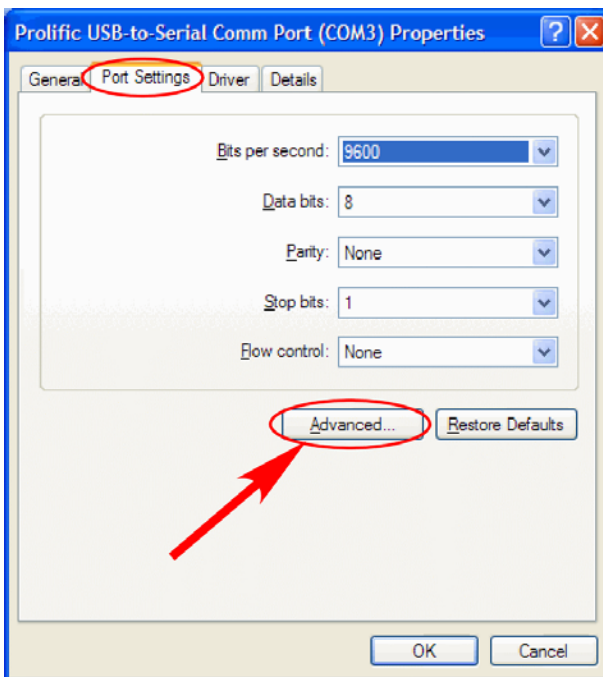 Prolific USB-to-Serial Comm Port (COM3) Properties
General Port Settings Driver Details
Bits per second: 9600
Data bits: 8
Parity: None
Stop bits: 1
Flow control: None
Advanced... Restore Defaults
OK Cancel